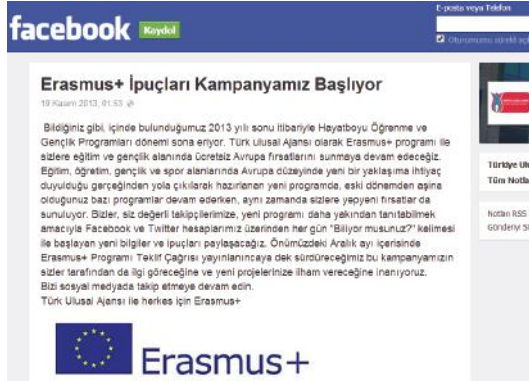 E-posta veya Telefon
facebook Kaydol
Oturumumu sürekli aç
Erasmus+ İpuçları Kampanyamız Başlıyor
19 Kasım 2013, 01:53
Bildiğiniz gibi, içinde bulunduğumuz 2013 yılı sonu itibariyle Hayatboyu Öğrenme ve
Gençlik Programları dönemi sona eriyor. Türk ulusal Ajansı olarak Erasmus+ programı ile
sizlere eğitim ve gençlik alanında ücretsiz Avrupa fırsatlarını sunmaya devam edeceğiz.
Eğitim, öğretim, gençlik ve spor alanlarında Avrupa düzeyinde yeni bir yaklaşıma ihtiyaç
duyulduğu gerçeğinden yola çıkılarak hazırlanan yeni programda, eski dönemden aşina
olduğunuz bazı programlar devam ederken, aynı zamanda sizlere yepyeni fırsatlar da
sunuluyor. Bizler, siz değerli takipçilerimize, yeni programı daha yakından tanıtabilmek
amacıyla Facebook ve Twitter hesaplarımız üzerinden her gün "Biliyor musunuz?" kelimesi
ile başlayan yeni bilgiler ve ipuçları paylaşacağız. Önümüzdeki Aralık ayı içerisinde
Erasmus+ Programı Teklif Çağrısı yayınlanıncaya dek sürdüreceğimiz bu kampanyamızın
sizler tarafından da ilgi göreceğine ve yeni projelerinize ilham vereceğine inanıyoruz.
Bizi sosyal medyada takip etmeye devam edin.
Türk Ulusal Ajansı ile herkes için Erasmus+
Erasmus+
Türkiye Ulu
Tüm Notla
Notları RSS
Gönderiyi Şi